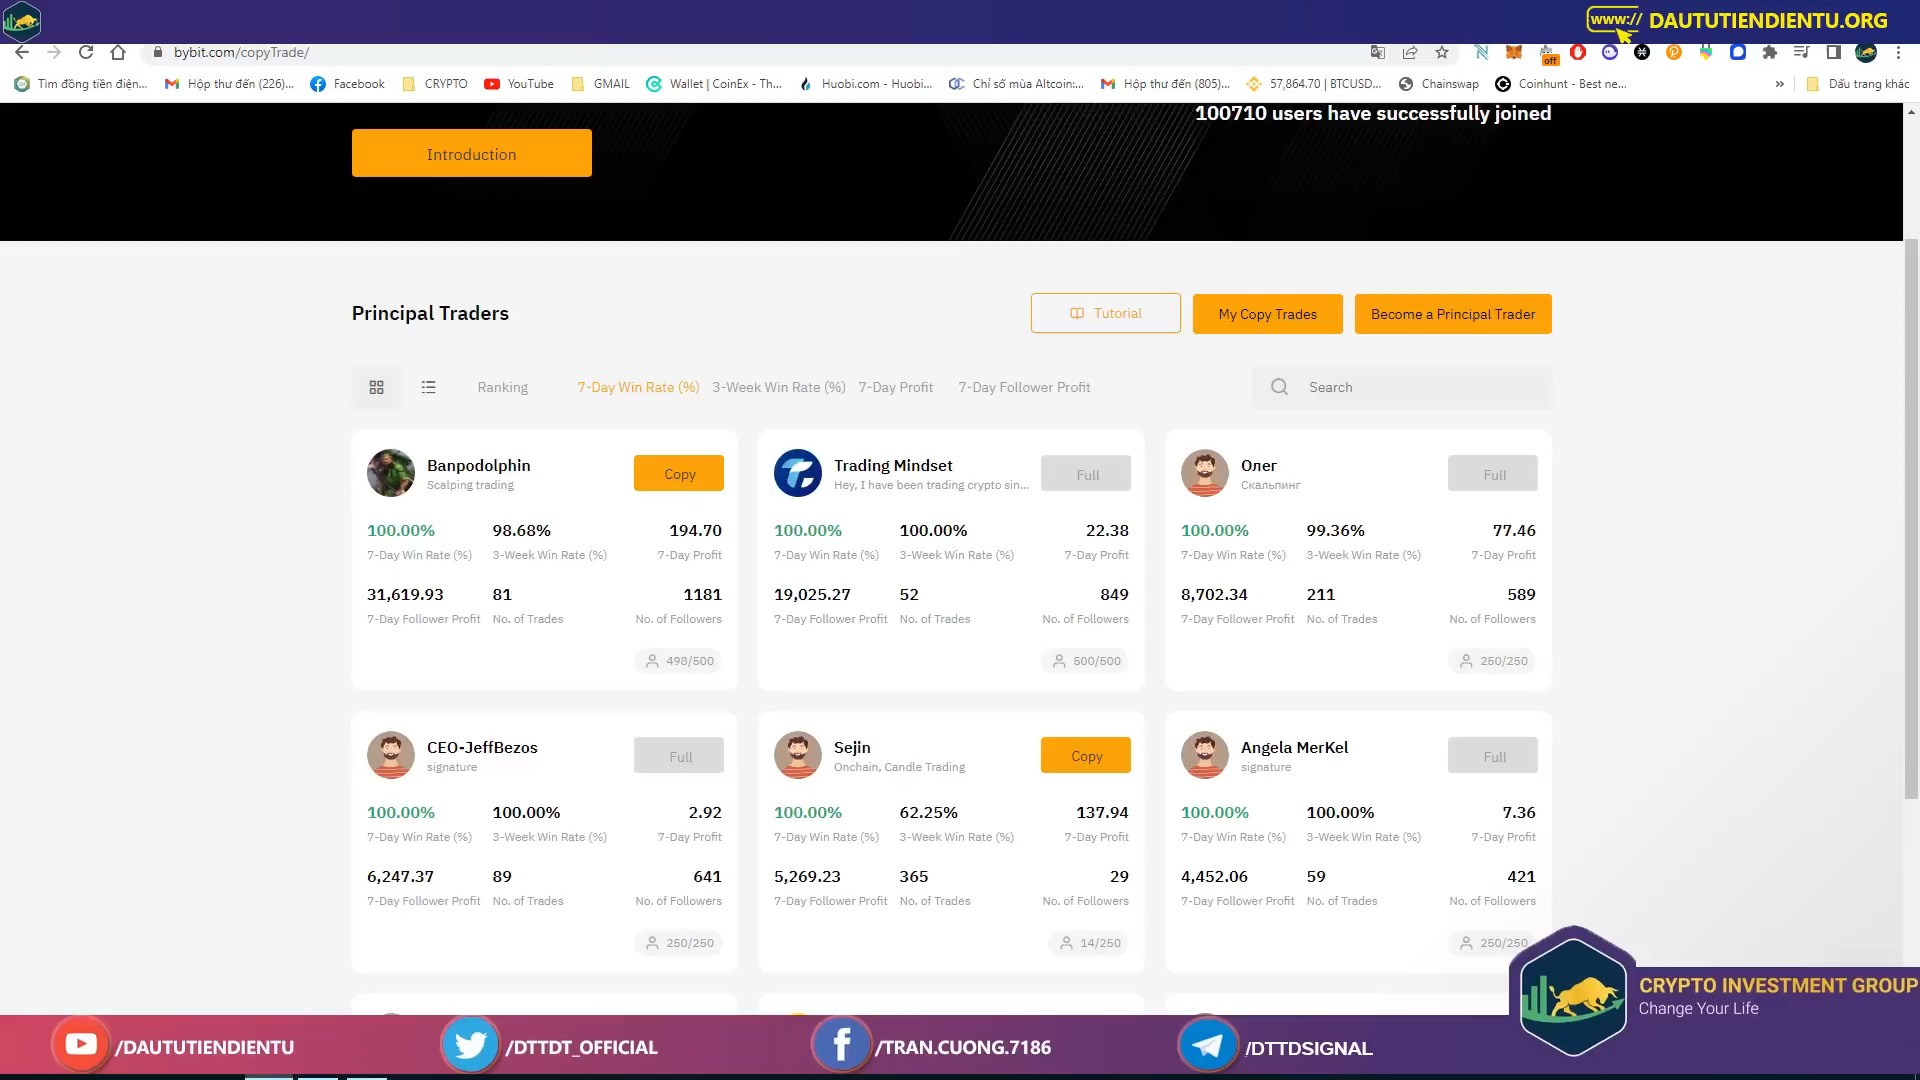 www:// DAUTUTIENDIENTU.ORG
bybit.com/copyTrade/
off
Tìm đồng tiền điện...
Hộp thư đến (226)...
Facebook
CRYPTO
YouTube
GMAIL
Wallet | CoinEx - Th...
Huobi.com - Huobi...
Chỉ số mùa Altcoin:...
Hộp thư đến (805)...
57,864.70 | BTCUSD...
Chainswap
Coinhunt - Best ne...
»
Dấu trang khác
100710 users have successfully joined
Introduction
Principal Traders
Tutorial
My Copy Trades
Become a Principal Trader
Ranking
7-Day Win Rate (%)
3-Week Win Rate (%)
7-Day Profit
7-Day Follower Profit
Search
Banpodolphin
Scalping trading
Copy
100.00% 98.68% 194.70
7-Day Win Rate (%) 3-Week Win Rate (%) 7-Day Profit
31,619.93 81 1181
7-Day Follower Profit No. of Trades No. of Followers
498/500
Trading Mindset
Hey, I have been trading crypto sin...
Full
100.00% 100.00% 22.38
7-Day Win Rate (%) 3-Week Win Rate (%) 7-Day Profit
19,025.27 52 849
7-Day Follower Profit No. of Trades No. of Followers
500/500
Олег
Скальпинг
Full
100.00% 99.36% 77.46
7-Day Win Rate (%) 3-Week Win Rate (%) 7-Day Profit
8,702.34 211 589
7-Day Follower Profit No. of Trades No. of Followers
250/250
CEO-JeffBezos
signature
Full
100.00% 100.00% 2.92
7-Day Win Rate (%) 3-Week Win Rate (%) 7-Day Profit
6,247.37 89 641
7-Day Follower Profit No. of Trades No. of Followers
250/250
Sejin
Onchain, Candle Trading
Copy
100.00% 62.25% 137.94
7-Day Win Rate (%) 3-Week Win Rate (%) 7-Day Profit
5,269.23 365 29
7-Day Follower Profit No. of Trades No. of Followers
14/250
Angela MerKel
signature
Full
100.00% 100.00% 7.36
7-Day Win Rate (%) 3-Week Win Rate (%) 7-Day Profit
4,452.06 59 421
7-Day Follower Profit No. of Trades No. of Followers
250/250
CRYPTO INVESTMENT GROUP
Change Your Life
/DAUTUTIENDIENTU
/DTTDT_OFFICIAL
/TRAN.CUONG.7186
/DTTDSIGNAL